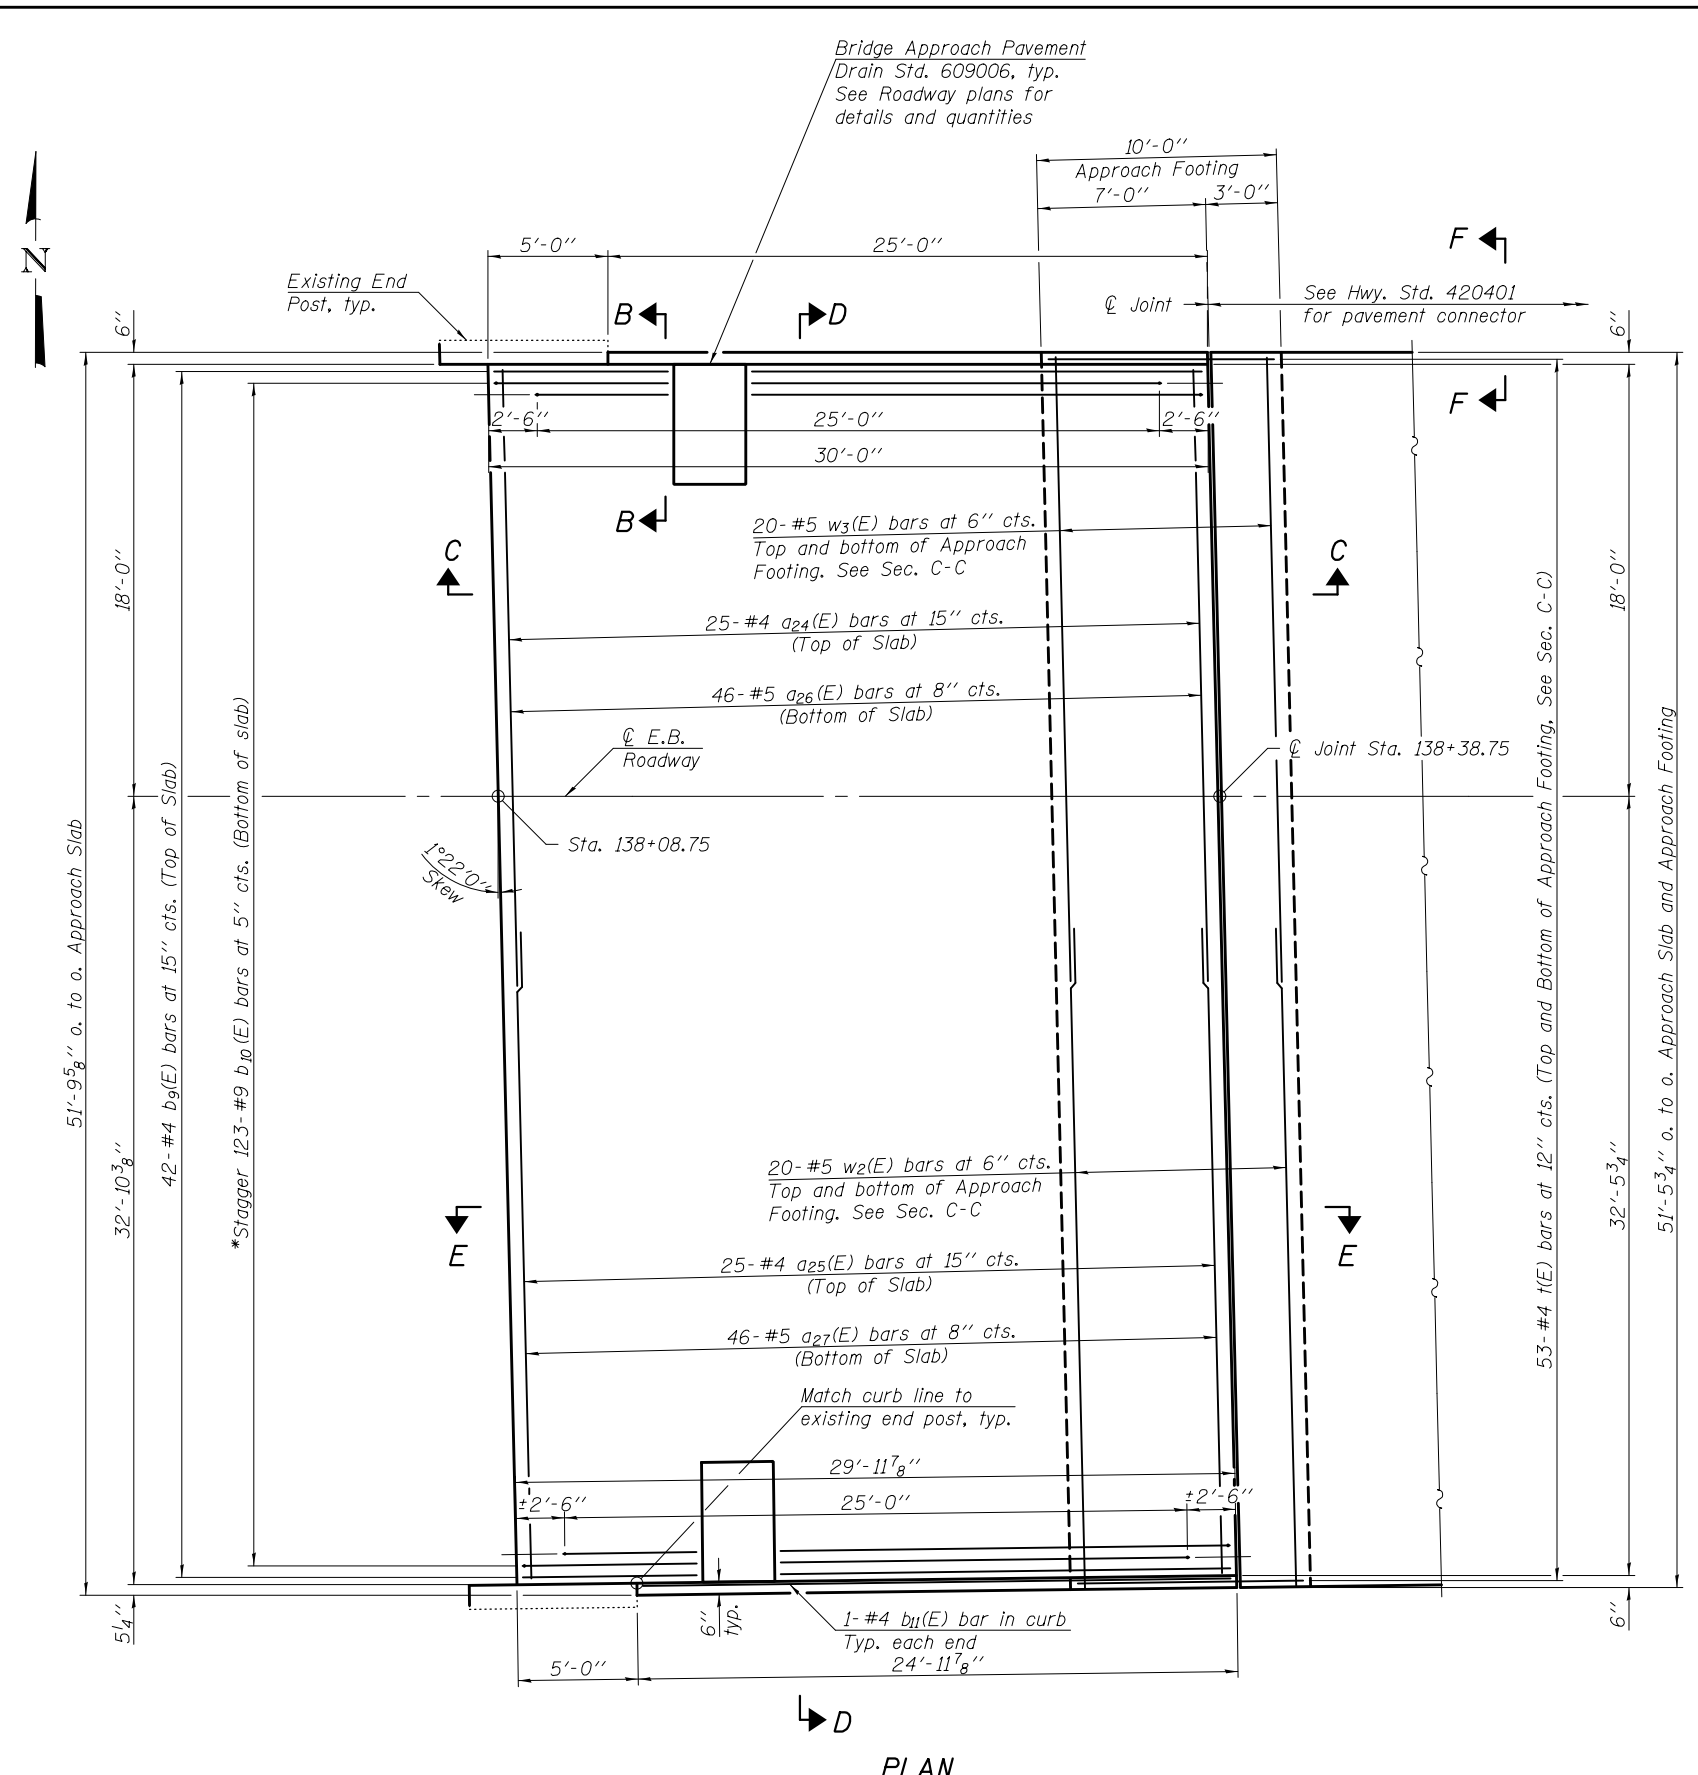 Bridge Approach Pavement
Drain Std. 609006, typ.
See Roadway plans for
details and quantities
10'-0"
Approach Footing
7'-0"
3'-0"
N
5'-0"
25'-0"
F
Existing End
Post, typ.
B
D
℄ Joint
See Hwy. Std. 420401
for pavement connector
6"
6"
F
2'-6"
25'-0"
2'-6"
30'-0"
B
20-#5 w3(E) bars at 6" cts.
Top and bottom of Approach
Footing. See Sec. C-C
C
C
18'-0"
18'-0"
25-#4 a24(E) bars at 15" cts.
(Top of Slab)
46-#5 a26(E) bars at 8" cts.
(Bottom of Slab)
℄ E.B.
Roadway
℄ Joint Sta. 138+38.75
Sta. 138+08.75
1°22'0"
Skew
51'-9 5/8" o. to o. Approach Slab
32'-10 3/8"
42-#4 b9(E) bars at 15" cts. (Top of Slab)
*Stagger 123-#9 b10(E) bars at 5" cts. (Bottom of slab)
53-#4 t(E) bars at 12" cts. (Top and Bottom of Approach Footing, See Sec. C-C)
32'-5 3/4"
51'-5 3/4" o. to o. Approach Slab and Approach Footing
20-#5 w2(E) bars at 6" cts.
Top and bottom of Approach
Footing. See Sec. C-C
E
E
25-#4 a25(E) bars at 15" cts.
(Top of Slab)
46-#5 a27(E) bars at 8" cts.
(Bottom of Slab)
Match curb line to
existing end post, typ.
29'-11 7/8"
±2'-6"
25'-0"
±2'-6"
5 1/4"
6"
typ.
6"
1-#4 b11(E) bar in curb
Typ. each end
5'-0"
24'-11 7/8"
D
PLAN